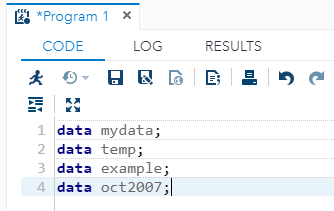 *Program 1 ×
CODE LOG RESULTS
1 data mydata;
2 data temp;
3 data example;
4 data oct2007;